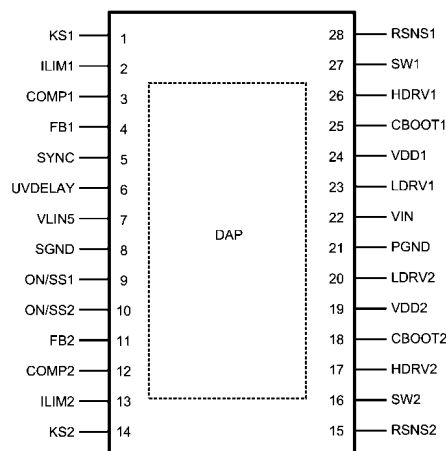 KS1 1 28 RSNS1
ILIM1 2 27 SW1
COMP1 3 26 HDRV1
FB1 4 25 CBOOT1
SYNC 5 24 VDD1
UVDELAY 6 23 LDRV1
VLIN5 7 22 VIN
DAP
SGND 8 21 PGND
ON/SS1 9 20 LDRV2
ON/SS2 10 19 VDD2
FB2 11 18 CBOOT2
COMP2 12 17 HDRV2
ILIM2 13 16 SW2
KS2 14 15 RSNS2